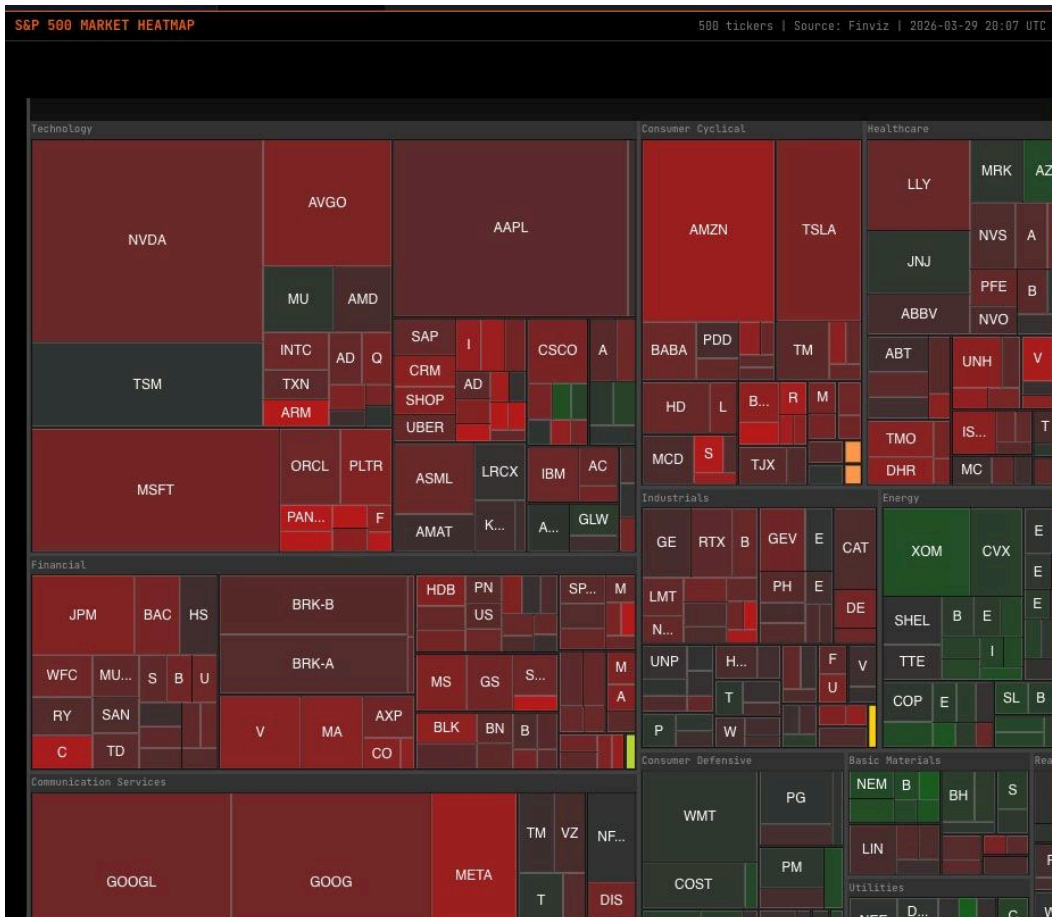 S&P 500 MARKET HEATMAP
500 tickers | Source: Finviz | 2026-03-29 20:07 UTC
Technology
NVDA
AVGO
AAPL
MU
AMD
TSM
INTC
AD
Q
TXN
ARM
SAP
I
CSCO
A
CRM
AD
SHOP
UBER
MSFT
ORCL
PLTR
PAN...
F
ASML
LRCX
IBM
AC
AMAT
K...
A...
GLW
Consumer Cyclical
AMZN
TSLA
BABA
PDD
TM
HD
L
B...
R
M
MCD
S
TJX
Healthcare
LLY
MRK
AZ
JNJ
NVS
A
PFE
B
ABBV
NVO
ABT
UNH
V
TMO
IS...
T
DHR
MC
Financial
JPM
BAC
HS
BRK-B
BRK-A
HDB
PN
SP...
M
US
WFC
MU...
S
B
U
MS
GS
S...
M
A
RY
SAN
V
MA
AXP
BLK
BN
B
C
TD
CO
Industrials
GE
RTX
B
GEV
E
CAT
LMT
PH
E
N...
DE
UNP
H...
F
V
T
U
P
W
Energy
XOM
CVX
E
E
SHEL
B
E
E
TTE
I
COP
E
SL
B
Communication Services
GOOGL
GOOG
META
TM
VZ
NF...
T
DIS
Consumer Defensive
WMT
PG
COST
PM
Basic Materials
NEM
B
BH
S
LIN
Utilities
D...
Rea